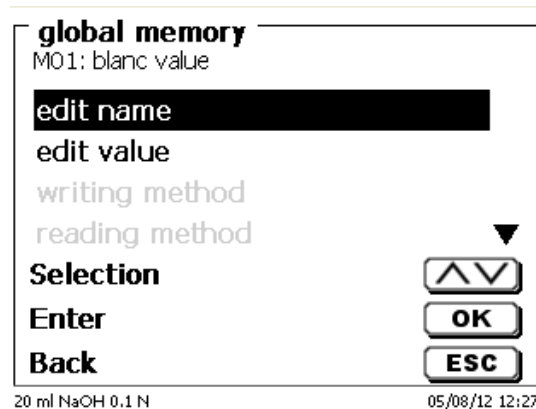 global memory
M01: blanc value
edit name
edit value
writing method
reading method
Selection
Enter OK
Back ESC
20 ml NaOH 0.1 N 05/08/12 12:27